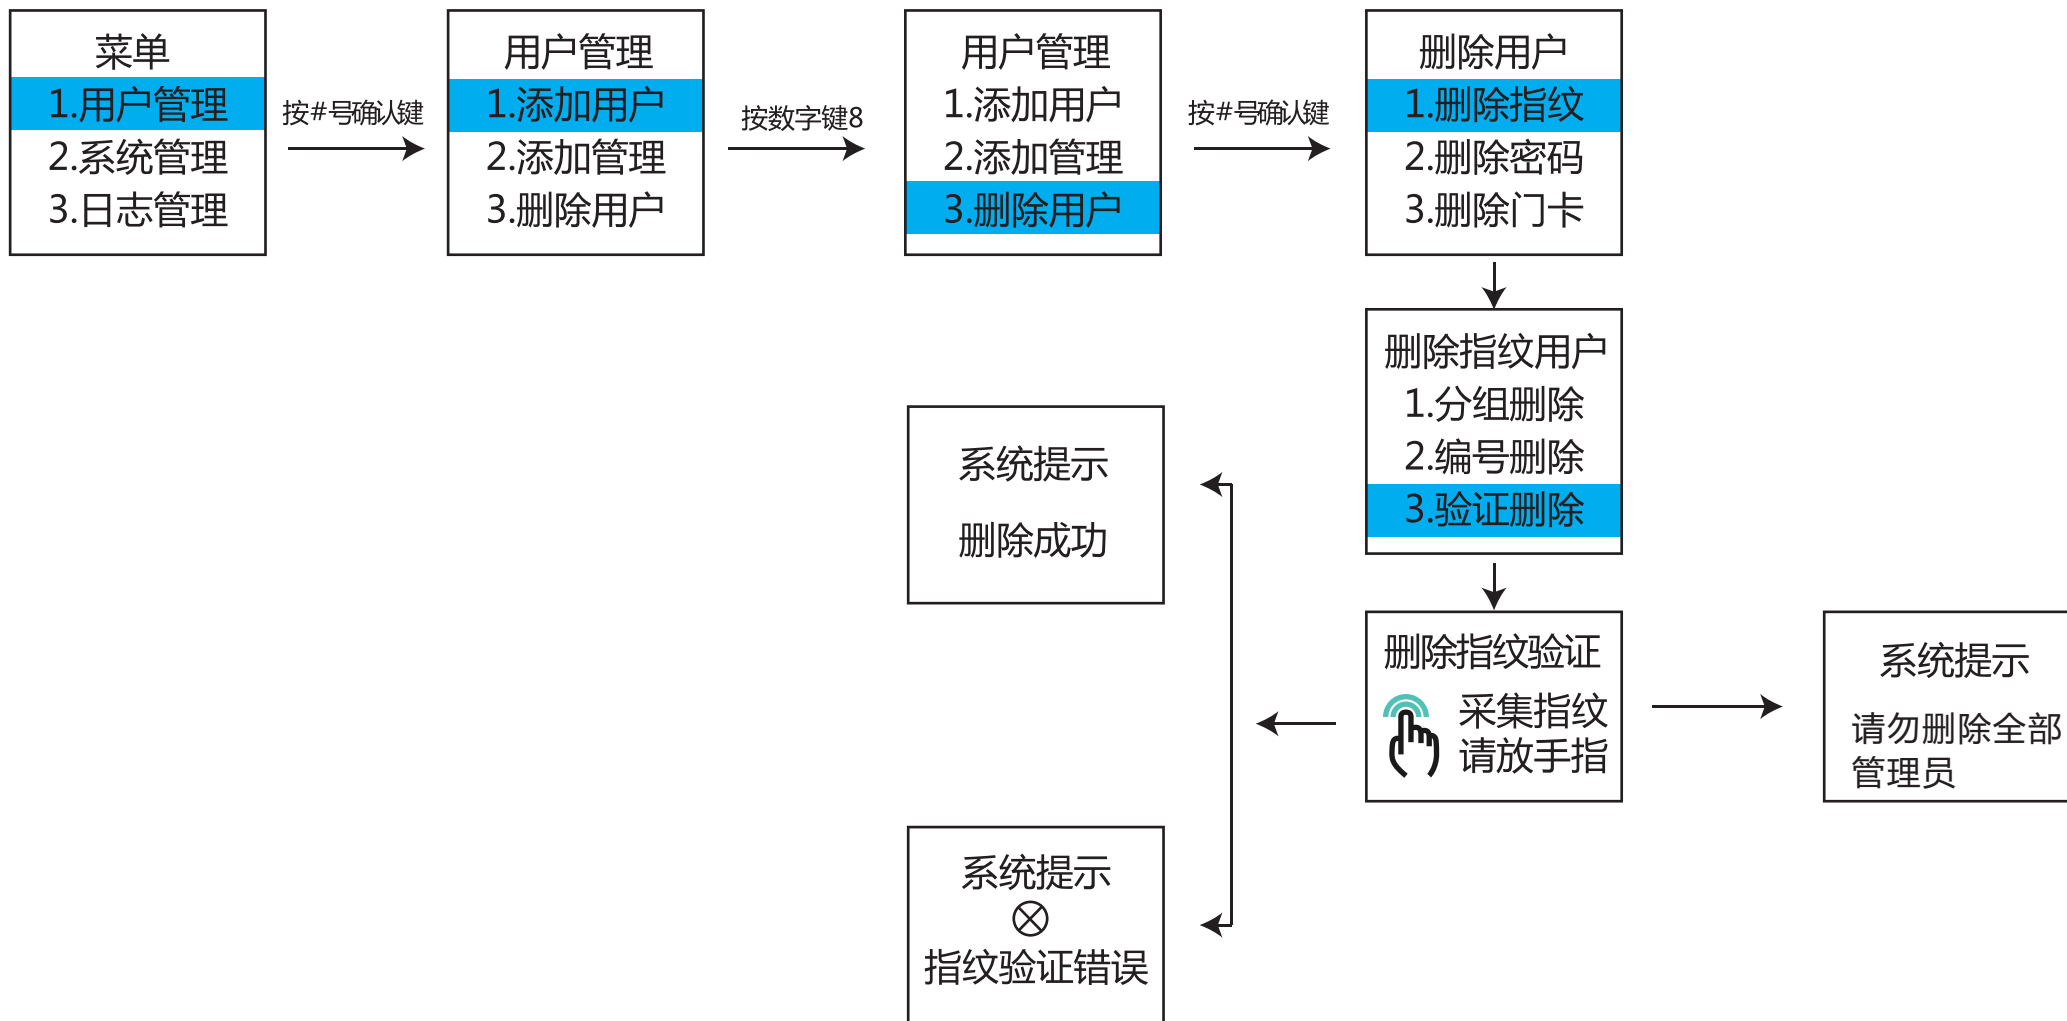 菜单
1.用户管理
2.系统管理
3.日志管理
按#号确认键
用户管理
1.添加用户
2.添加管理
3.删除用户
按数字键8
用户管理
1.添加用户
2.添加管理
3.删除用户
按#号确认键
删除用户
1.删除指纹
2.删除密码
3.删除门卡
删除指纹用户
1.分组删除
2.编号删除
3.验证删除
系统提示
删除成功
删除指纹验证
采集指纹
请放手指
系统提示
请勿删除全部
管理员
系统提示
指纹验证错误